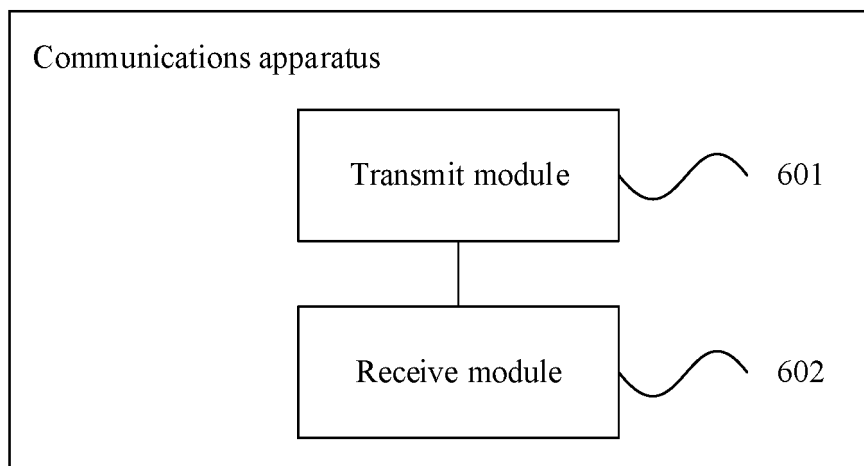 Communications apparatus
Transmit module
601
Receive module
602